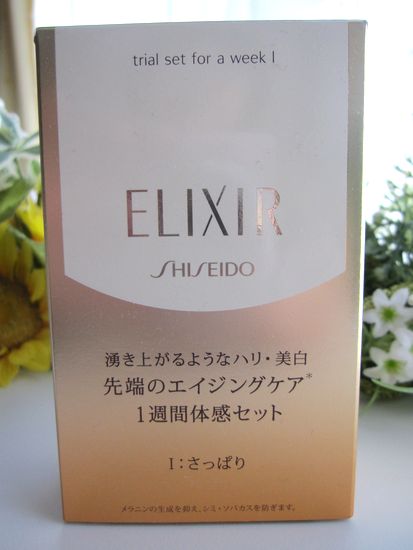 trial set for a week I
ELIXIR
SHISEIDO
湧き上がるようなハリ・美白
先端のエイジングケア*
1週間体感セット
I：さっぱり
メラニンの生成を抑え、シミ・ソバカスを防ぎます。